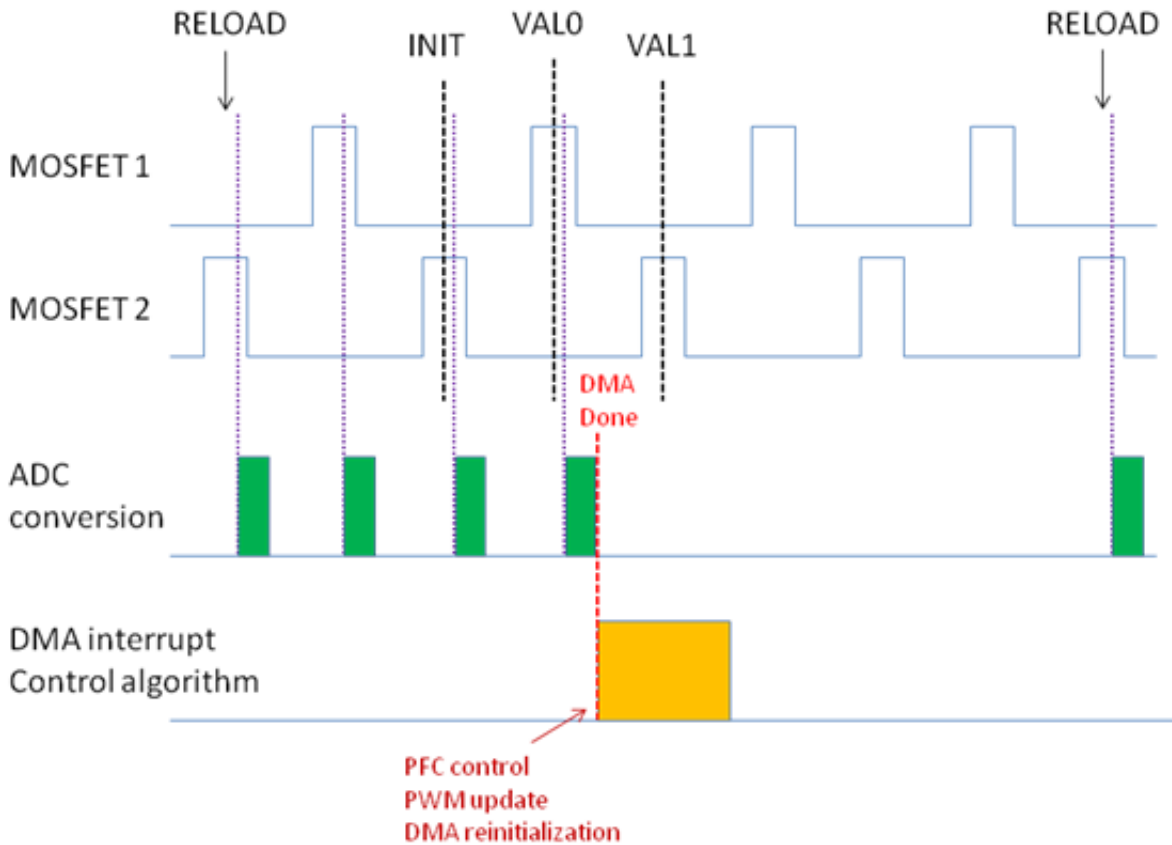 RELOAD
INIT
VAL0
VAL1
RELOAD
MOSFET 1
MOSFET 2
DMA
Done
ADC
conversion
DMA interrupt
Control algorithm
PFC control
PWM update
DMA reinitialization